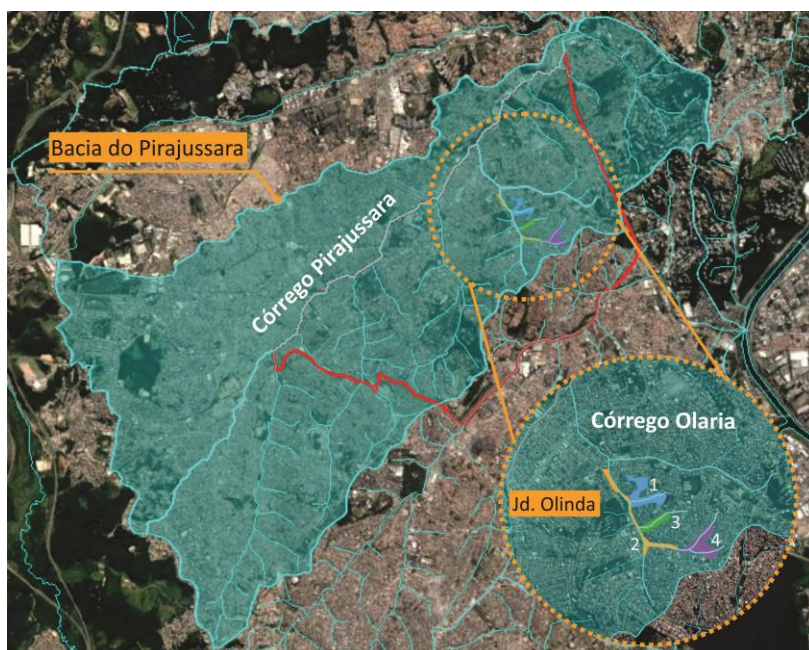 Bacia do Pirajussara
Córrego Pirajussara
Córrego Olaria
Jd. Olinda
1
3
2
4